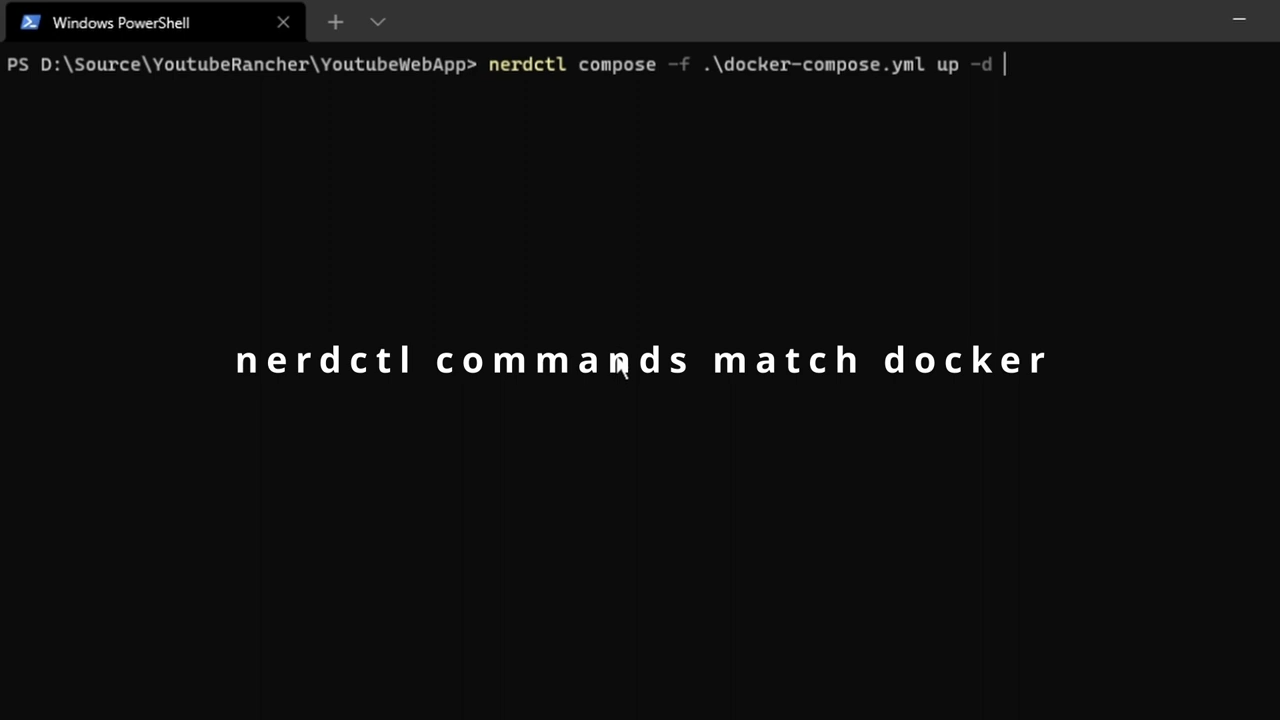 Windows PowerShell
PS D:\Source\YoutubeRancher\YoutubeWebApp> nerdctl compose -f .\docker-compose.yml up -d
nerdctl commands match docker